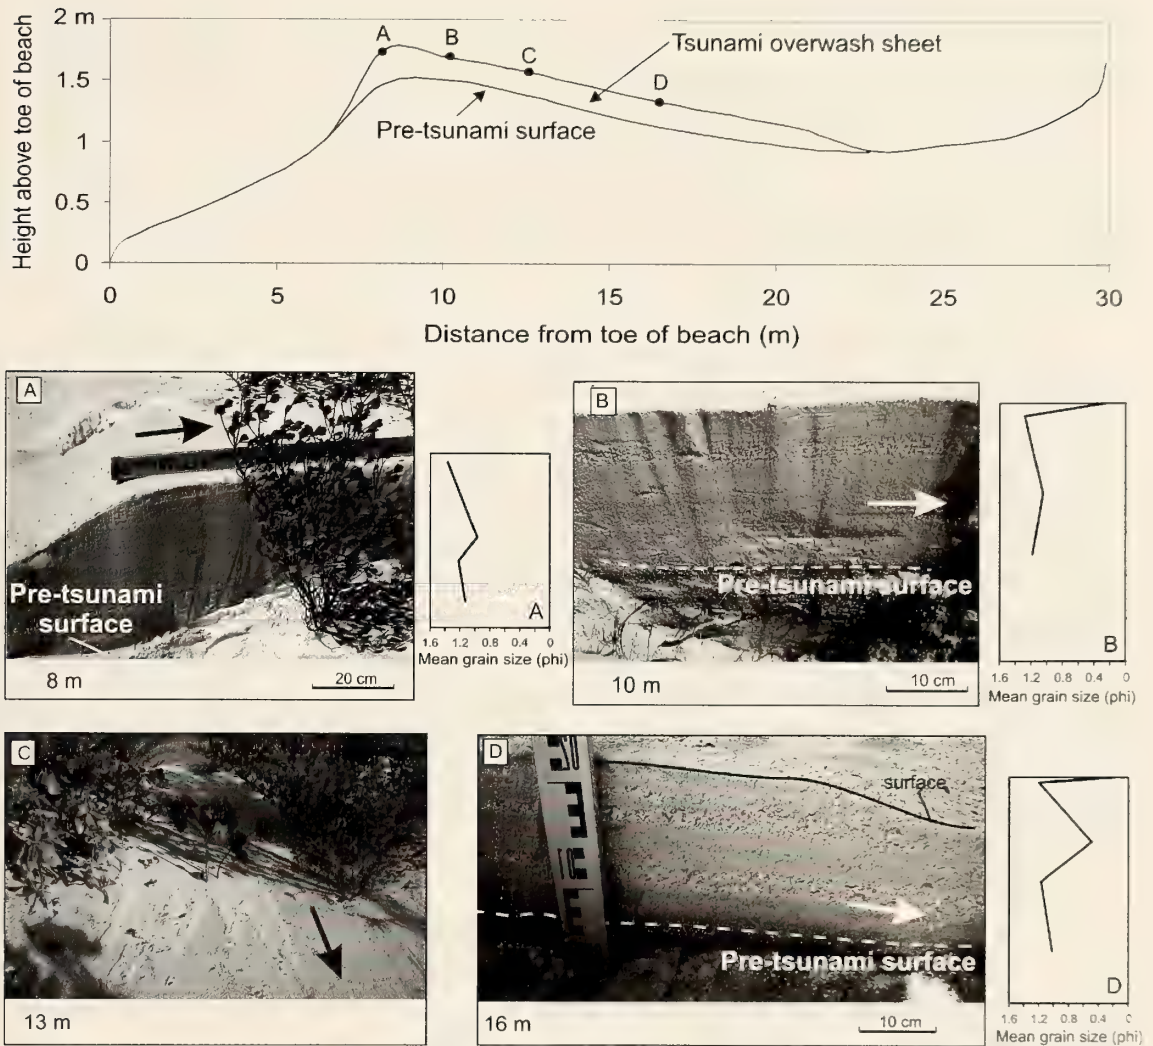 2 m
1.5
1
0.5
0
Height above toe of beach
A
B
C
D
Tsunami overwash sheet
Pre-tsunami surface
0
5
10
15
20
25
30
Distance from toe of beach (m)
A
Pre-tsunami
surface
8 m
20 cm
A
1.6 1.2 0.8 0.4 0
Mean grain size (phi)
B
Pre-tsunami surface
10 m
10 cm
B
1.6 1.2 0.8 0.4 0
Mean grain size (phi)
C
13 m
D
surface
Pre-tsunami surface
16 m
10 cm
D
1.6 1.2 0.8 0.4 0
Mean grain size (phi)